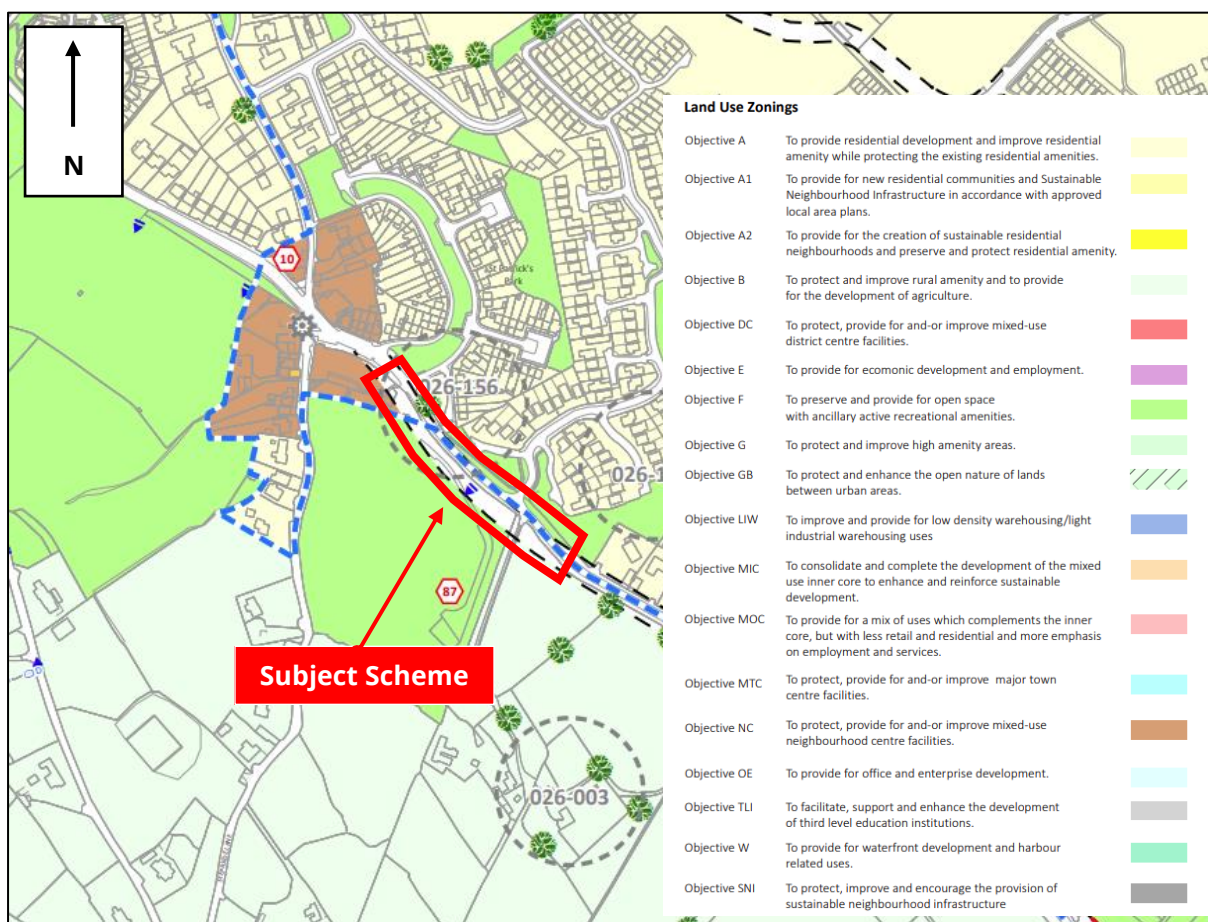 N
10
St Patrick's
Park
026-156
026-1
87
Subject Scheme
026-003
Land Use Zonings
Objective A To provide residential development and improve residential
amenity while protecting the existing residential amenities.
Objective A1 To provide for new residential communities and Sustainable
Neighbourhood Infrastructure in accordance with approved
local area plans.
Objective A2 To provide for the creation of sustainable residential
neighbourhoods and preserve and protect residential amenity.
Objective B To protect and improve rural amenity and to provide
for the development of agriculture.
Objective DC To protect, provide for and-or improve mixed-use
district centre facilities.
Objective E To provide for ecomonic development and employment.
Objective F To preserve and provide for open space
with ancillary active recreational amenities.
Objective G To protect and improve high amenity areas.
Objective GB To protect and enhance the open nature of lands
between urban areas.
Objective LIW To improve and provide for low density warehousing/light
industrial warehousing uses
Objective MIC To consolidate and complete the development of the mixed
use inner core to enhance and reinforce sustainable
development.
Objective MOC To provide for a mix of uses which complements the inner
core, but with less retail and residential and more emphasis
on employment and services.
Objective MTC To protect, provide for and-or improve major town
centre facilities.
Objective NC To protect, provide for and-or improve mixed-use
neighbourhood centre facilities.
Objective OE To provide for office and enterprise development.
Objective TLI To facilitate, support and enhance the development
of third level education institutions.
Objective W To provide for waterfront development and harbour
related uses.
Objective SNI To protect, improve and encourage the provision of
sustainable neighbourhood infrastructure